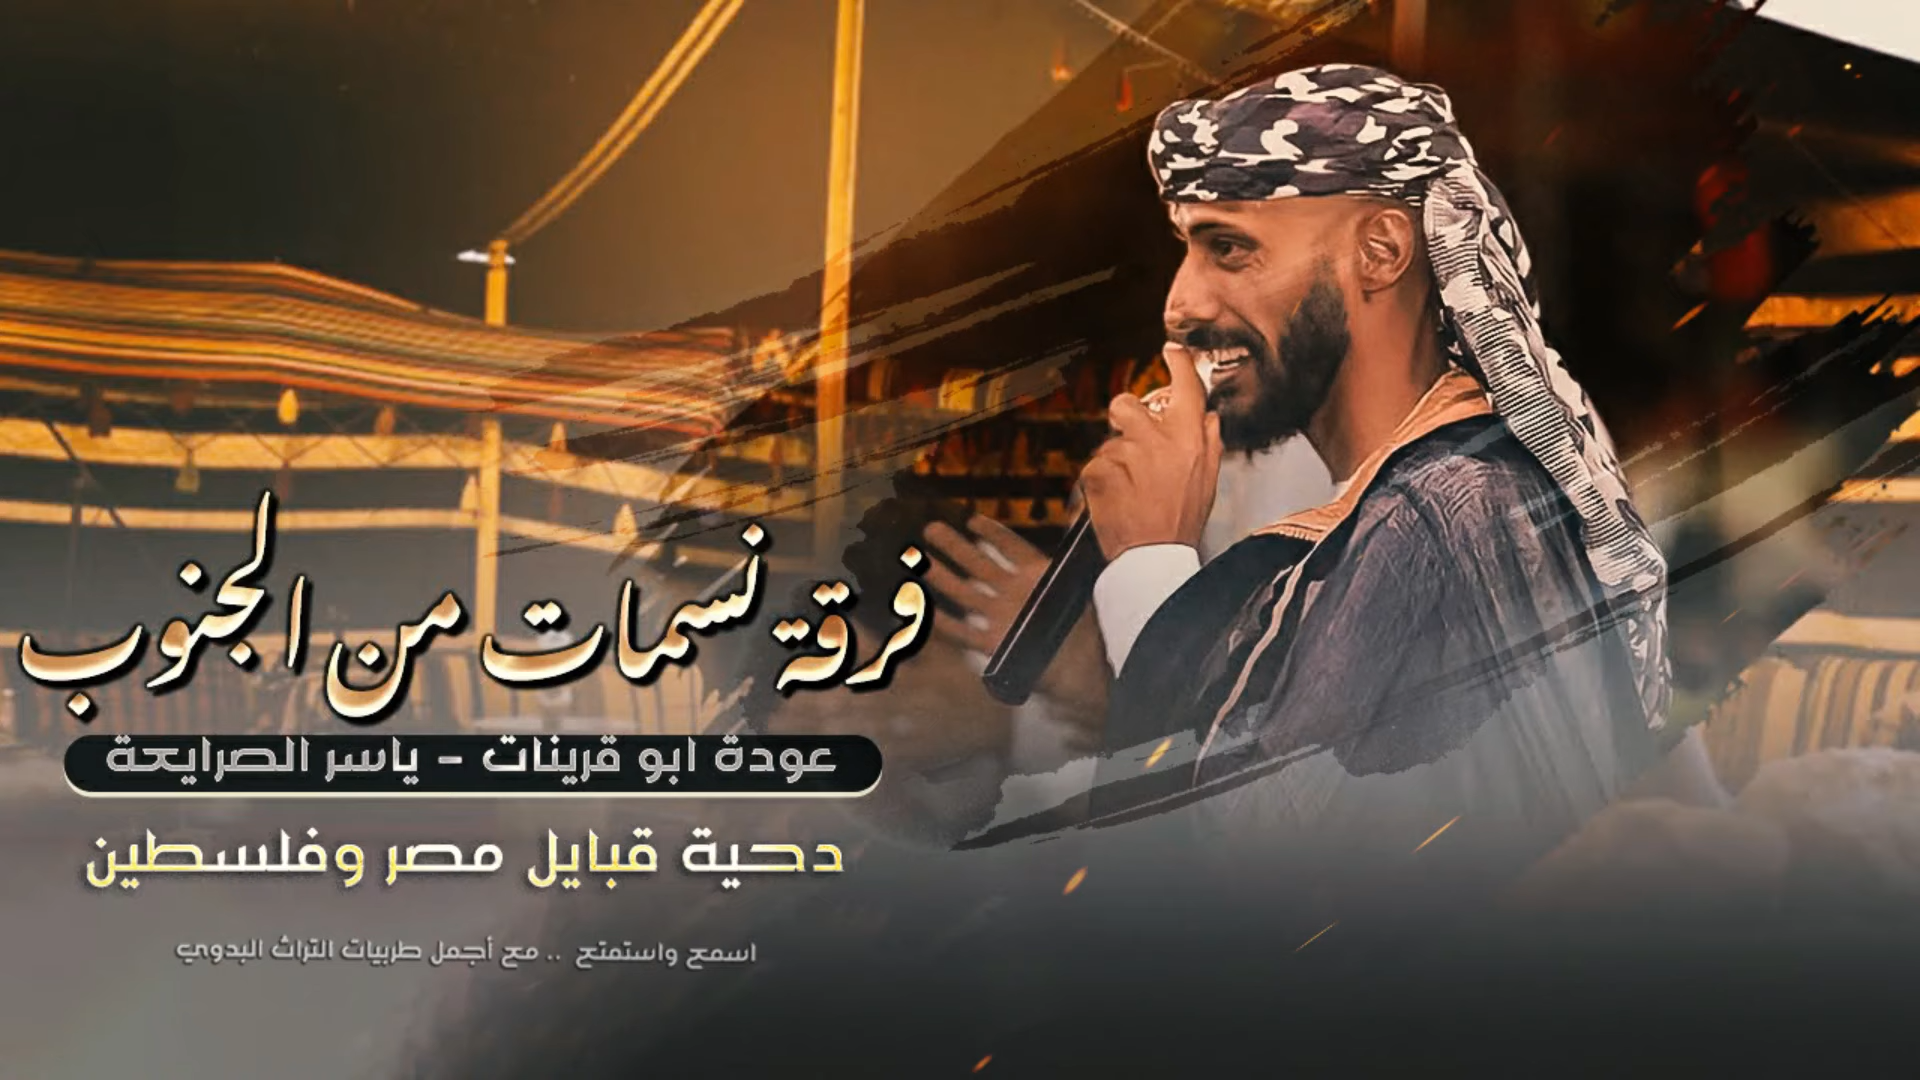 فرقة نسمات من الجنوب
عودة ابو قرينات - ياسر الصرايعة
دحية قبايل مصر وفلسطين
اسمع واستمتع .. مع أجمل طربيات التراث البدوي